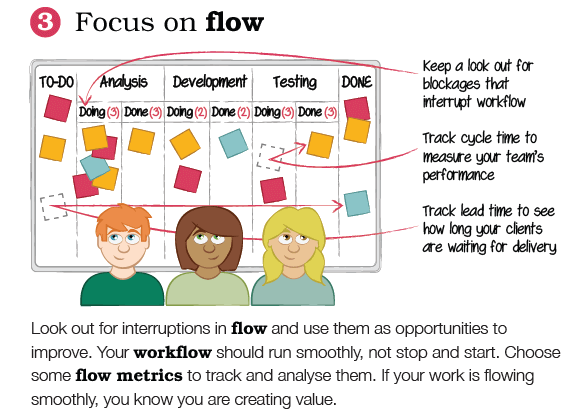 3 Focus on flow
TO-DO Analysis Development Testing DONE
Doing (3) Done (3) Doing (2) Done (2) Doing (3) Done (3)
Keep a look out for
blockages that
interrupt workflow
Track cycle time to
measure your team's
performance
Track lead time to see
how long your clients
are waiting for delivery
Look out for interruptions in flow and use them as opportunities to
improve. Your workflow should run smoothly, not stop and start. Choose
some flow metrics to track and analyse them. If your work is flowing
smoothly, you know you are creating value.